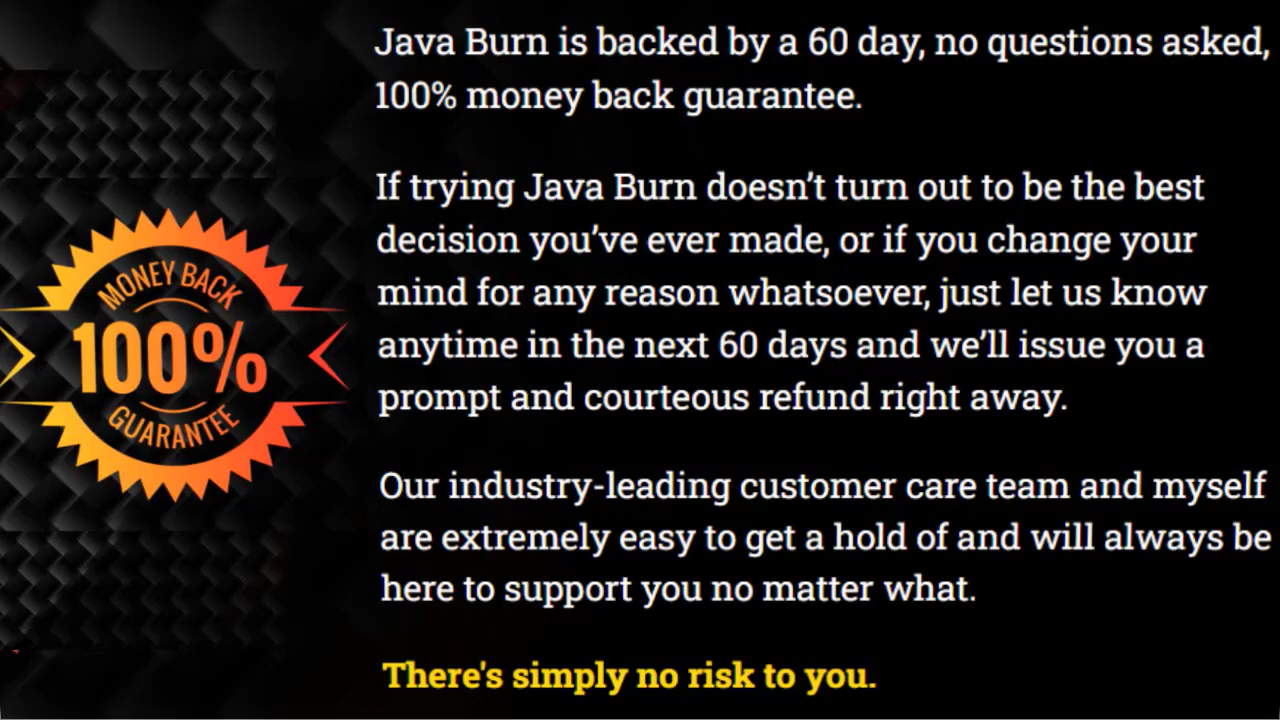 Java Burn is backed by a 60 day, no questions asked,
100% money back guarantee.
If trying Java Burn doesn’t turn out to be the best
decision you’ve ever made, or if you change your
mind for any reason whatsoever, just let us know
anytime in the next 60 days and we’ll issue you a
prompt and courteous refund right away.
Our industry-leading customer care team and myself
are extremely easy to get a hold of and will always be
here to support you no matter what.
There's simply no risk to you.
MONEY BACK
100%
GUARANTEE